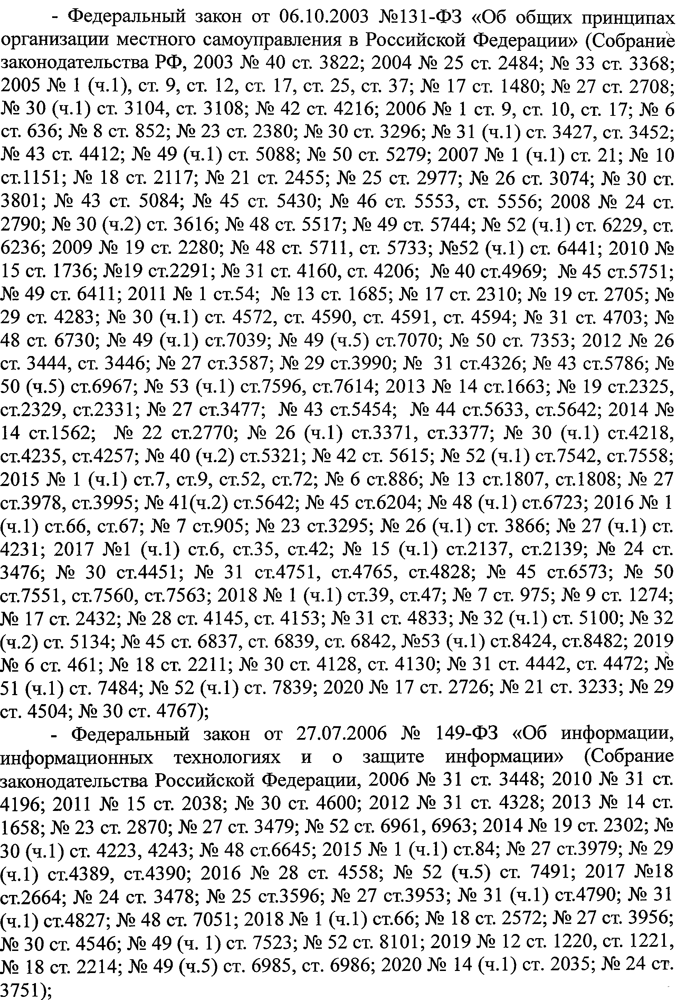 - Федеральный закон от 06.10.2003 №131-ФЗ «Об общих принципах
организации местного самоуправления в Российской Федерации» (Собрание
законодательства РФ, 2003 № 40 ст. 3822; 2004 № 25 ст. 2484; № 33 ст. 3368;
2005 № 1 (ч.1), ст. 9, ст. 12, ст. 17, ст. 25, ст. 37; № 17 ст. 1480; № 27 ст. 2708;
№ 30 (ч.1) ст. 3104, ст. 3108; № 42 ст. 4216; 2006 № 1 ст. 9, ст. 10, ст. 17; № 6
ст. 636; № 8 ст. 852; № 23 ст. 2380; № 30 ст. 3296; № 31 (ч.1) ст. 3427, ст. 3452;
№ 43 ст. 4412; № 49 (ч.1) ст. 5088; № 50 ст. 5279; 2007 № 1 (ч.1) ст. 21; № 10
ст.1151; № 18 ст. 2117; № 21 ст. 2455; № 25 ст. 2977; № 26 ст. 3074; № 30 ст.
3801; № 43 ст. 5084; № 45 ст. 5430; № 46 ст. 5553, ст. 5556; 2008 № 24 ст.
2790; № 30 (ч.2) ст. 3616; № 48 ст. 5517; № 49 ст. 5744; № 52 (ч.1) ст. 6229, ст.
6236; 2009 № 19 ст. 2280; № 48 ст. 5711, ст. 5733; №52 (ч.1) ст. 6441; 2010 №
15 ст. 1736; №19 ст.2291; № 31 ст. 4160, ст. 4206; № 40 ст.4969; № 45 ст.5751;
№ 49 ст. 6411; 2011 № 1 ст.54; № 13 ст. 1685; № 17 ст. 2310; № 19 ст. 2705; №
29 ст. 4283; № 30 (ч.1) ст. 4572, ст. 4590, ст. 4591, ст. 4594; № 31 ст. 4703; №
48 ст. 6730; № 49 (ч.1) ст.7039; № 49 (ч.5) ст.7070; № 50 ст. 7353; 2012 № 26
ст. 3444, ст. 3446; № 27 ст.3587; № 29 ст.3990; № 31 ст.4326; № 43 ст.5786; №
50 (ч.5) ст.6967; № 53 (ч.1) ст.7596, ст.7614; 2013 № 14 ст.1663; № 19 ст.2325,
ст.2329, ст.2331; № 27 ст.3477; № 43 ст.5454; № 44 ст.5633, ст.5642; 2014 №
14 ст.1562; № 22 ст.2770; № 26 (ч.1) ст.3371, ст.3377; № 30 (ч.1) ст.4218,
ст.4235, ст.4257; № 40 (ч.2) ст.5321; № 42 ст. 5615; № 52 (ч.1) ст.7542, ст.7558;
2015 № 1 (ч.1) ст.7, ст.9, ст.52, ст.72; № 6 ст.886; № 13 ст.1807, ст.1808; № 27
ст.3978, ст.3995; № 41(ч.2) ст.5642; № 45 ст.6204; № 48 (ч.1) ст.6723; 2016 № 1
(ч.1) ст.66, ст.67; № 7 ст.905; № 23 ст.3295; № 26 (ч.1) ст. 3866; № 27 (ч.1) ст.
4231; 2017 №1 (ч.1) ст.6, ст.35, ст.42; № 15 (ч.1) ст.2137, ст.2139; № 24 ст.
3476; № 30 ст.4451; № 31 ст.4751, ст.4765, ст.4828; № 45 ст.6573; № 50
ст.7551, ст.7560, ст.7563; 2018 № 1 (ч.1) ст.39, ст.47; № 7 ст. 975; № 9 ст. 1274;
№ 17 ст. 2432; № 28 ст. 4145, ст. 4153; № 31 ст. 4833; № 32 (ч.1) ст. 5100; № 32
(ч.2) ст. 5134; № 45 ст. 6837, ст. 6839, ст. 6842, №53 (ч.1) ст.8424, ст.8482; 2019
№ 6 ст. 461; № 18 ст. 2211; № 30 ст. 4128, ст. 4130; № 31 ст. 4442, ст. 4472; №
51 (ч.1) ст. 7484; № 52 (ч.1) ст. 7839; 2020 № 17 ст. 2726; № 21 ст. 3233; № 29
ст. 4504; № 30 ст. 4767);
- Федеральный закон от 27.07.2006 № 149-ФЗ «Об информации,
информационных технологиях и о защите информации» (Собрание
законодательства Российской Федерации, 2006 № 31 ст. 3448; 2010 № 31 ст.
4196; 2011 № 15 ст. 2038; № 30 ст. 4600; 2012 № 31 ст. 4328; 2013 № 14 ст.
1658; № 23 ст. 2870; № 27 ст. 3479; № 52 ст. 6961, 6963; 2014 № 19 ст. 2302; №
30 (ч.1) ст. 4223, 4243; № 48 ст.6645; 2015 № 1 (ч.1) ст.84; № 27 ст.3979; № 29
(ч.1) ст.4389, ст.4390; 2016 № 28 ст. 4558; № 52 (ч.5) ст. 7491; 2017 №18
ст.2664; № 24 ст. 3478; № 25 ст.3596; № 27 ст.3953; № 31 (ч.1) ст.4790; № 31
(ч.1) ст.4827; № 48 ст. 7051; 2018 № 1 (ч.1) ст.66; № 18 ст. 2572; № 27 ст. 3956;
№ 30 ст. 4546; № 49 (ч. 1) ст. 7523; № 52 ст. 8101; 2019 № 12 ст. 1220, ст. 1221,
№ 18 ст. 2214; № 49 (ч.5) ст. 6985, ст. 6986; 2020 № 14 (ч.1) ст. 2035; № 24 ст.
3751);